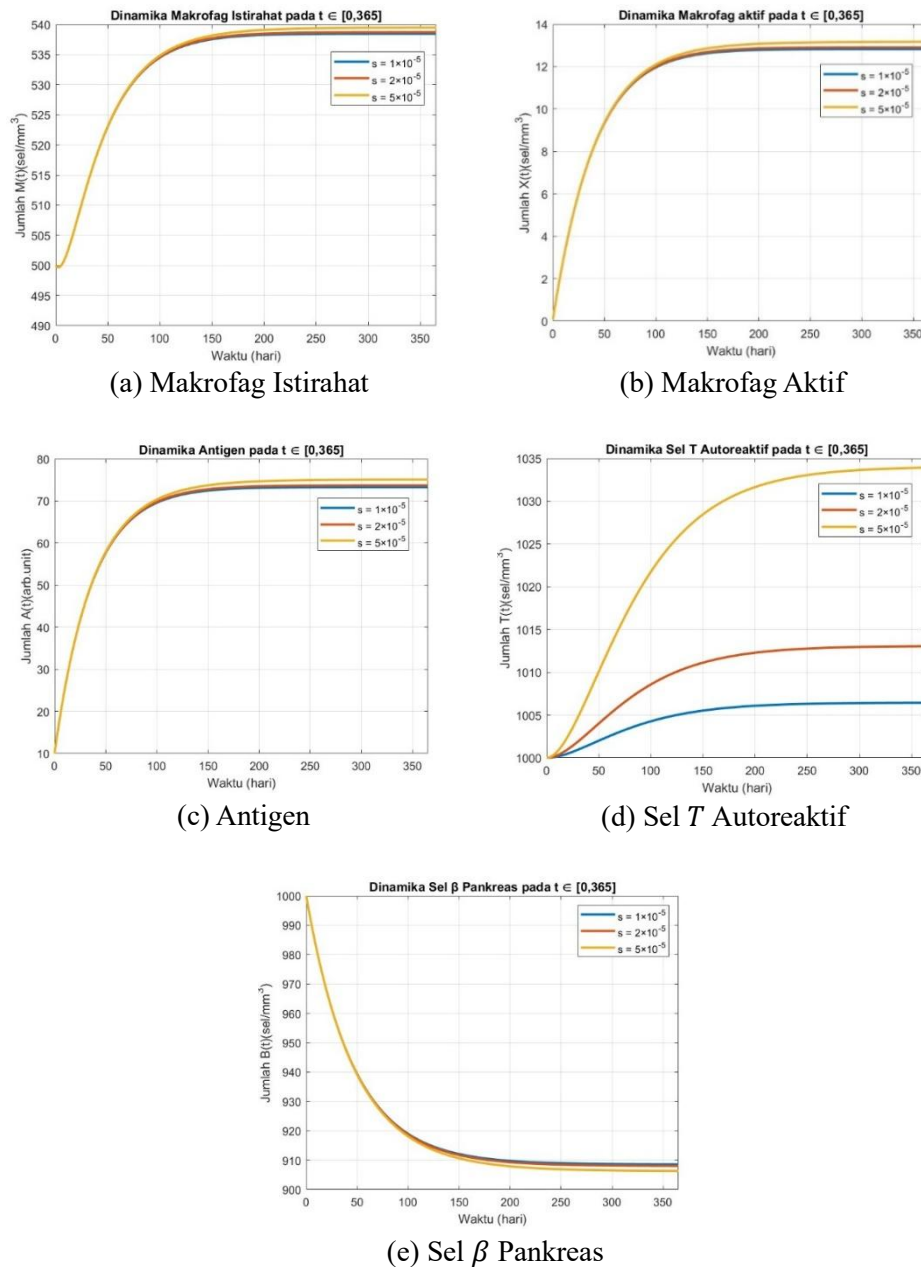 Dinamika Makrofag Istirahat pada t ∈ [0,365]
540
535
530
525
520
515
510
505
500
495
490
Jumlah M(t)(sel/mm³)
s = 1×10⁻⁵
s = 2×10⁻⁵
s = 5×10⁻⁵
0 50 100 150 200 250 300 350
Waktu (hari)
(a) Makrofag Istirahat
Dinamika Makrofag aktif pada t ∈ [0,365]
14
12
10
8
6
4
2
0
Jumlah X(t)(sel/mm³)
s = 1×10⁻⁵
s = 2×10⁻⁵
s = 5×10⁻⁵
0 50 100 150 200 250 300 350
Waktu (hari)
(b) Makrofag Aktif
Dinamika Antigen pada t ∈ [0,365]
80
70
60
50
40
30
20
10
Jumlah A(t)(arb.unit)
s = 1×10⁻⁵
s = 2×10⁻⁵
s = 5×10⁻⁵
0 50 100 150 200 250 300 350
Waktu (hari)
(c) Antigen
Dinamika Sel T Autoreaktif pada t ∈ [0,365]
1035
1030
1025
1020
1015
1010
1005
1000
Jumlah T(t)(sel/mm³)
s = 1×10⁻⁵
s = 2×10⁻⁵
s = 5×10⁻⁵
0 50 100 150 200 250 300 350
Waktu (hari)
(d) Sel T Autoreaktif
Dinamika Sel β Pankreas pada t ∈ [0,365]
1000
990
980
970
960
950
940
930
920
910
900
Jumlah B(t)(sel/mm³)
s = 1×10⁻⁵
s = 2×10⁻⁵
s = 5×10⁻⁵
0 50 100 150 200 250 300 350
Waktu (hari)
(e) Sel β Pankreas